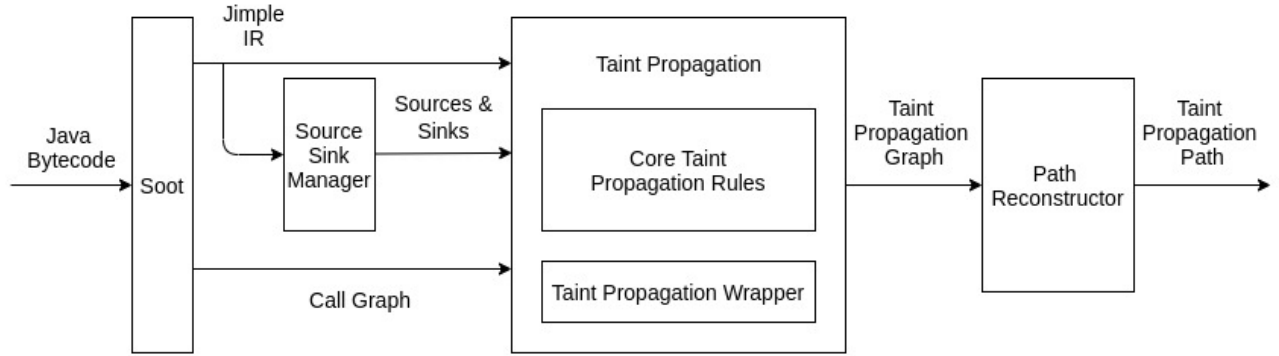 Jimple
IR
Java
Bytecode
Soot
Source
Sink
Manager
Sources &
Sinks
Call Graph
Taint Propagation
Core Taint
Propagation Rules
Taint Propagation Wrapper
Taint
Propagation
Graph
Path
Reconstructor
Taint
Propagation
Path